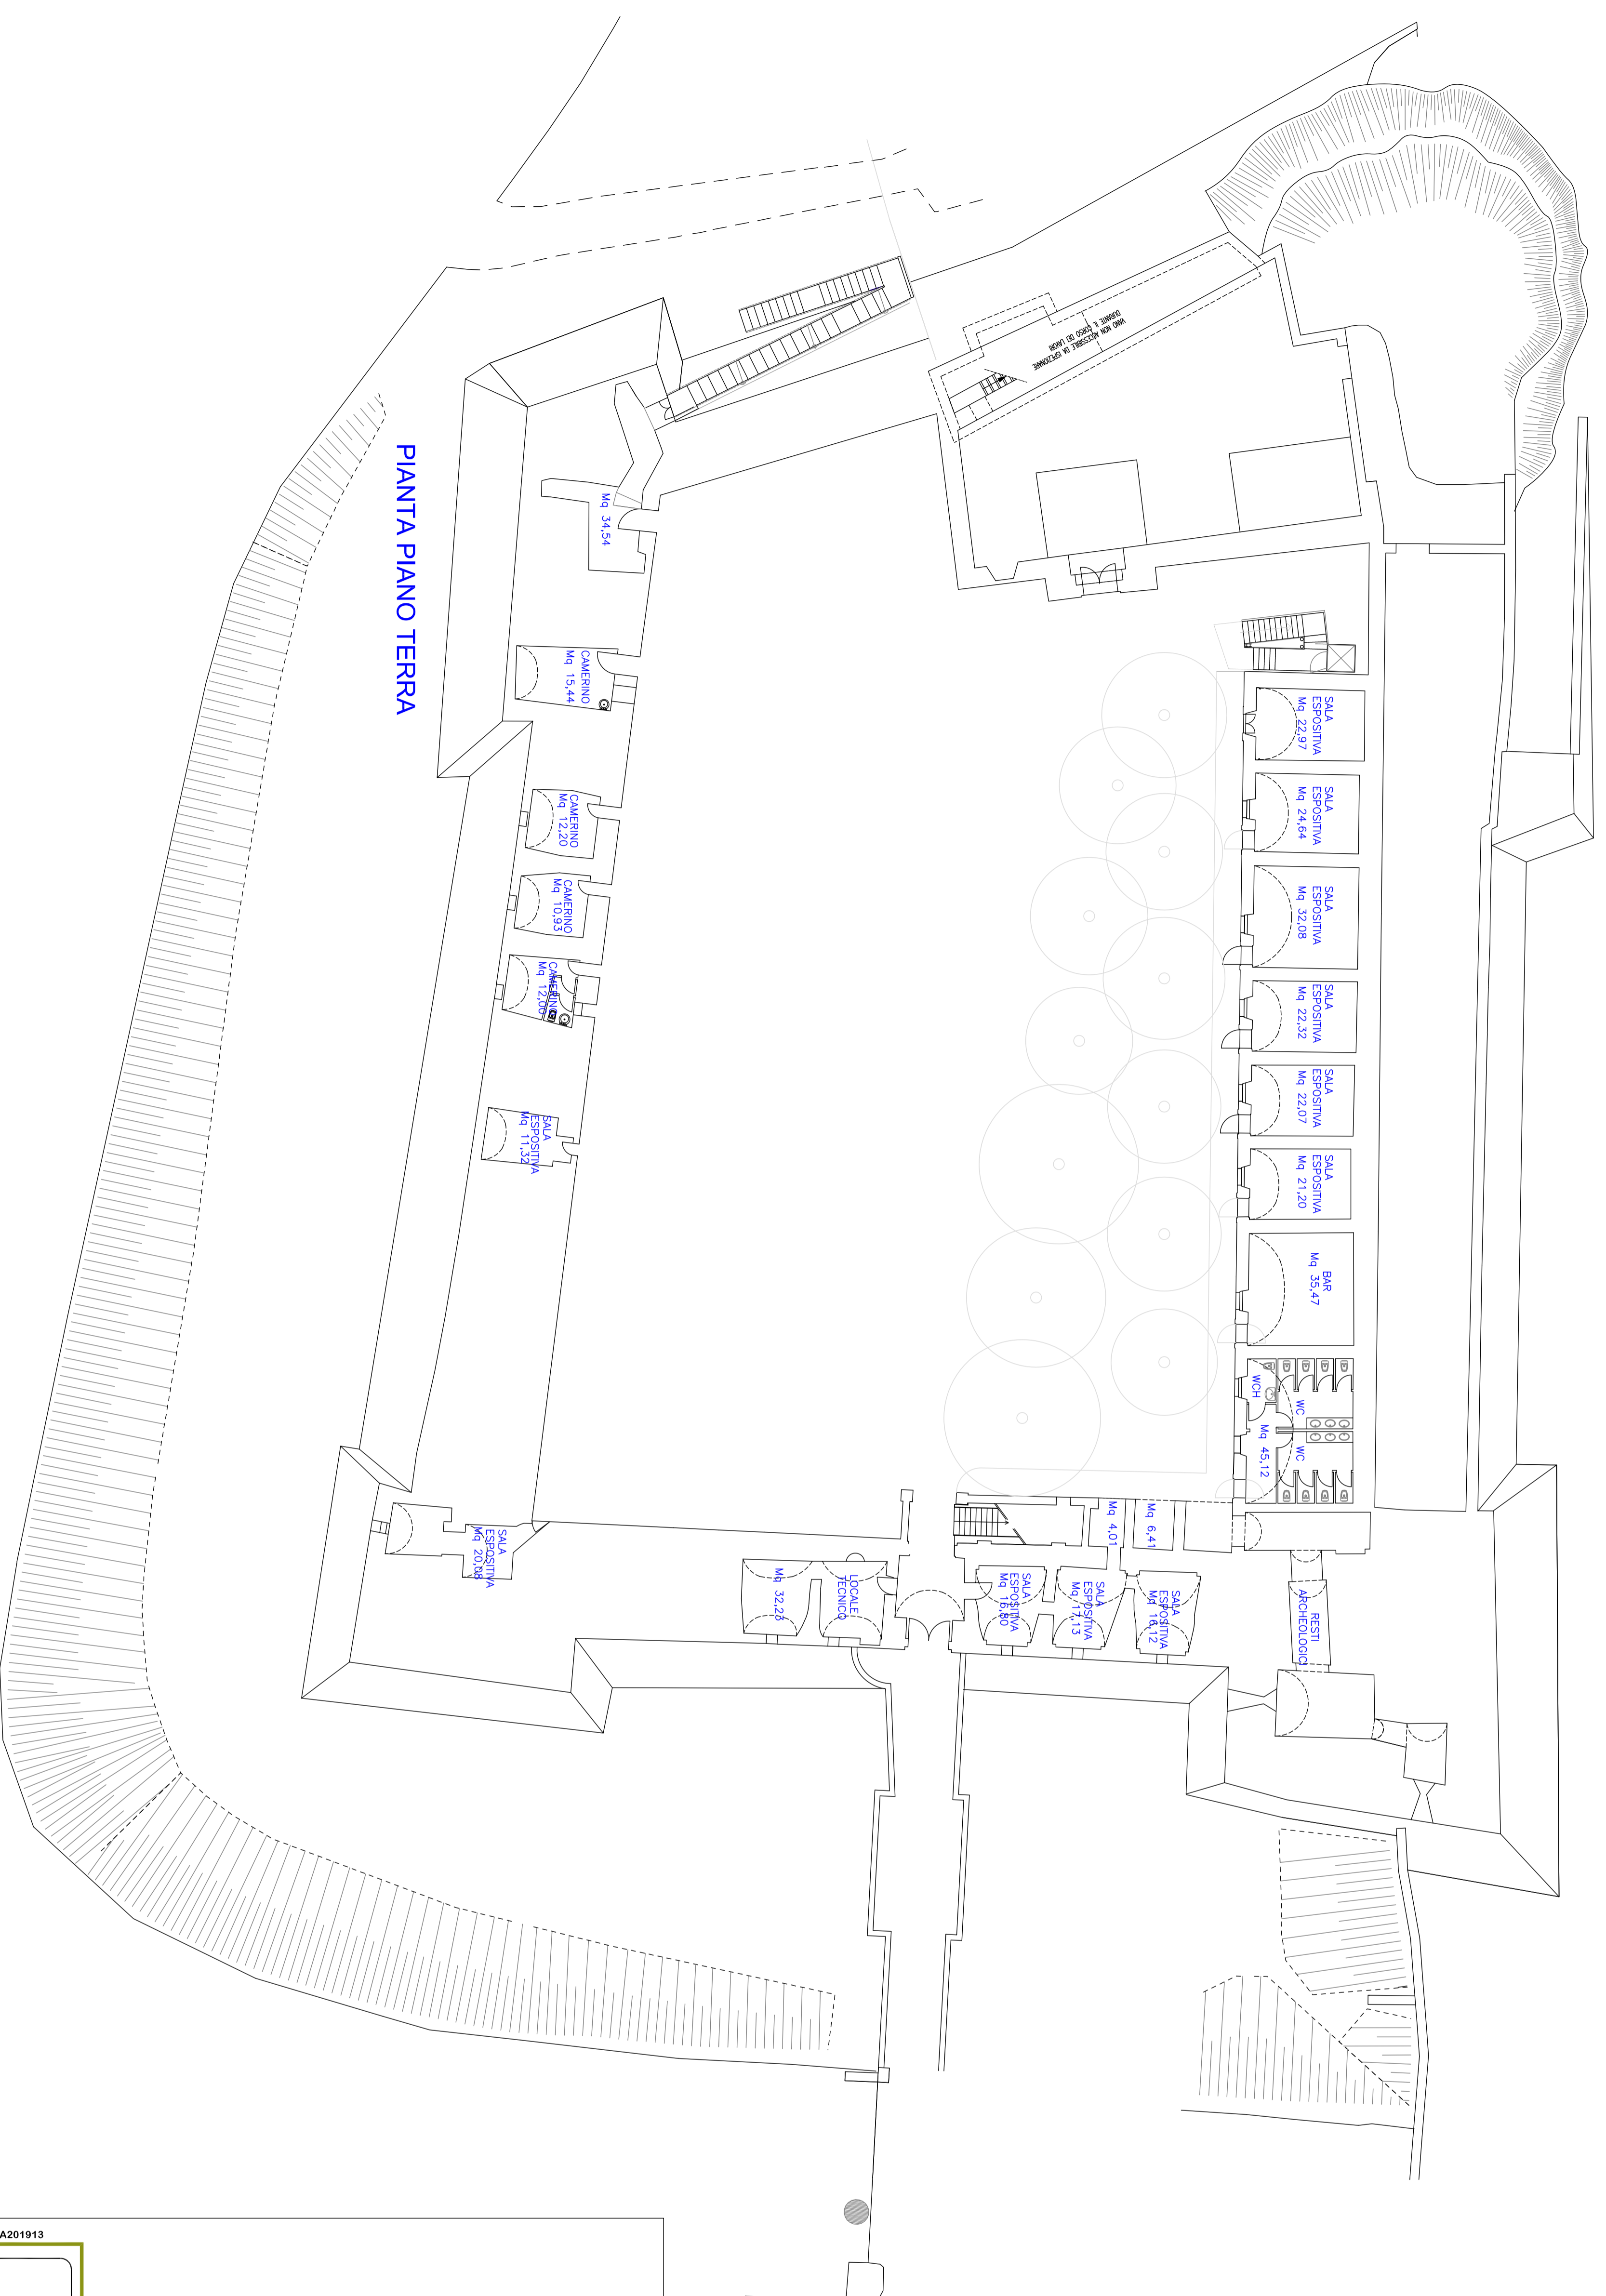 PIANTA PIANO TERRA
VANO NON ACCESSIBILE DA ISPEZIONARE
DURANTE IL CORSO DEI LAVORI
Mq 34,54
CAMERINO
Mq 15,44
CAMERINO
Mq 12,20
CAMERINO
Mq 10,93
CAMERINO
Mq 12,06
SALA
ESPOSITIVA
Mq 11,32
SALA
ESPOSITIVA
Mq 20,08
SALA
ESPOSITIVA
Mq 22,97
SALA
ESPOSITIVA
Mq 24,64
SALA
ESPOSITIVA
Mq 32,08
SALA
ESPOSITIVA
Mq 22,32
SALA
ESPOSITIVA
Mq 22,07
SALA
ESPOSITIVA
Mq 21,20
BAR
Mq 35,47
WCH
WC
WC
Mq 45,12
Mq 6,41
Mq 4,01
LOCALE
TECNICO
Mq 32,23
SALA
ESPOSITIVA
Mq 16,80
SALA
ESPOSITIVA
Mq 17,13
SALA
ESPOSITIVA
Mq 16,12
RESTI
ARCHEOLOGICI
A201913